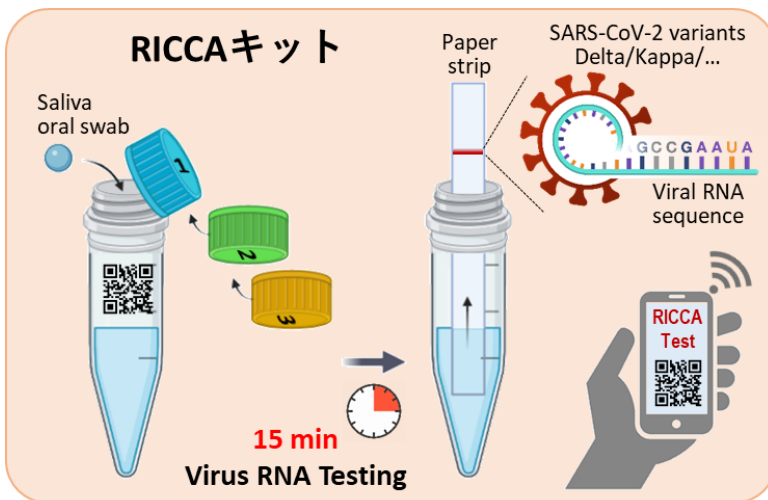 RICCAキット
Saliva
oral swab
1
2
3
15 min
Virus RNA Testing
Paper
strip
SARS-CoV-2 variants
Delta/Kappa/...
AGCCGAAUA
Viral RNA
sequence
RICCA
Test